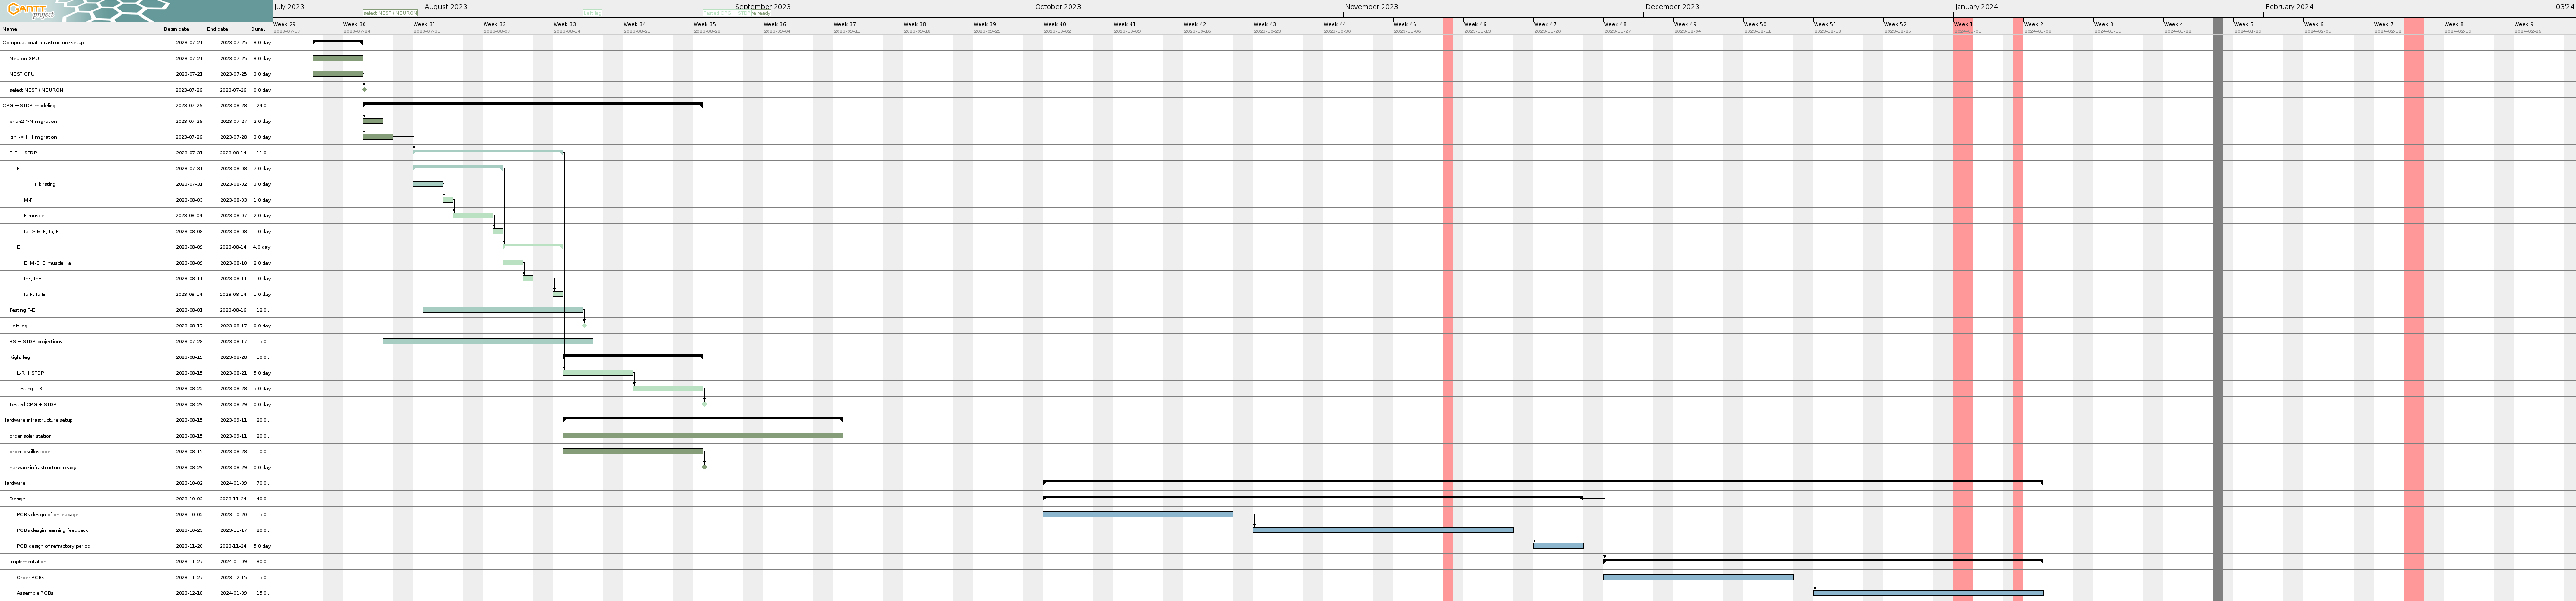 GANTT
project
July 2023 August 2023 September 2023 October 2023 November 2023 December 2023 January 2024 February 2024 03'24
select NEST / NEURON Left leg
Week 29 Week 30 Week 31 Week 32 Week 33 Week 34 Week 35 Week 36 Week 37 Week 38 Week 39 Week 40 Week 41 Week 42 Week 43 Week 44 Week 45 Week 46 Week 47 Week 48 Week 49 Week 50 Week 51 Week 52 Week 1 Week 2 Week 3 Week 4 Week 5 Week 6 Week 7 Week 8 Week 9
Name Begin date End date Dura...
2023-07-17 2023-07-24 2023-07-31 2023-08-07 2023-08-14 2023-08-21 2023-08-28 2023-09-04 2023-09-11 2023-09-18 2023-09-25 2023-10-02 2023-10-09 2023-10-16 2023-10-23 2023-10-30 2023-11-06 2023-11-13 2023-11-20 2023-11-27 2023-12-04 2023-12-11 2023-12-18 2023-12-25 2024-01-01 2024-01-08 2024-01-15 2024-01-22 2024-01-29 2024-02-05 2024-02-12 2024-02-19 2024-02-26
Computational infrastructure setup 2023-07-21 2023-07-25 3.0 day
Neuron GPU 2023-07-21 2023-07-25 3.0 day
NEST GPU 2023-07-21 2023-07-25 3.0 day
select NEST / NEURON 2023-07-26 2023-07-26 0.0 day
CPG + STDP modeling 2023-07-26 2023-08-28 24.0...
brian2->N migration 2023-07-26 2023-07-27 2.0 day
Izhi -> HH migration 2023-07-26 2023-07-28 3.0 day
F-E + STDP 2023-07-31 2023-08-14 11.0...
F 2023-07-31 2023-08-08 7.0 day
+ F + birsting 2023-07-31 2023-08-02 3.0 day
M-F 2023-08-03 2023-08-03 1.0 day
F muscle 2023-08-04 2023-08-07 2.0 day
Ia -> M-F, Ia, F 2023-08-08 2023-08-08 1.0 day
E 2023-08-09 2023-08-14 4.0 day
E, M-E, E muscle, Ia 2023-08-09 2023-08-10 2.0 day
InF, InE 2023-08-11 2023-08-11 1.0 day
Ia-F, Ia-E 2023-08-14 2023-08-14 1.0 day
Testing F-E 2023-08-01 2023-08-16 12.0...
Left leg 2023-08-17 2023-08-17 0.0 day
BS + STDP projections 2023-07-28 2023-08-17 15.0...
Right leg 2023-08-15 2023-08-28 10.0...
L-R + STDP 2023-08-15 2023-08-21 5.0 day
Testing L-R 2023-08-22 2023-08-28 5.0 day
Tested CPG + STDP 2023-08-29 2023-08-29 0.0 day
Hardware infrastructure setup 2023-08-15 2023-09-11 20.0...
order soler station 2023-08-15 2023-09-11 20.0...
order oscilloscope 2023-08-15 2023-08-28 10.0...
harware infrastructure ready 2023-08-29 2023-08-29 0.0 day
Hardware 2023-10-02 2024-01-09 70.0...
Design 2023-10-02 2023-11-24 40.0...
PCBs design of on leakage 2023-10-02 2023-10-20 15.0...
PCBs desgin learning feedback 2023-10-23 2023-11-17 20.0...
PCB design of refractory period 2023-11-20 2023-11-24 5.0 day
Implementation 2023-11-27 2024-01-09 30.0...
Order PCBs 2023-11-27 2023-12-15 15.0...
Assemble PCBs 2023-12-18 2024-01-09 15.0...